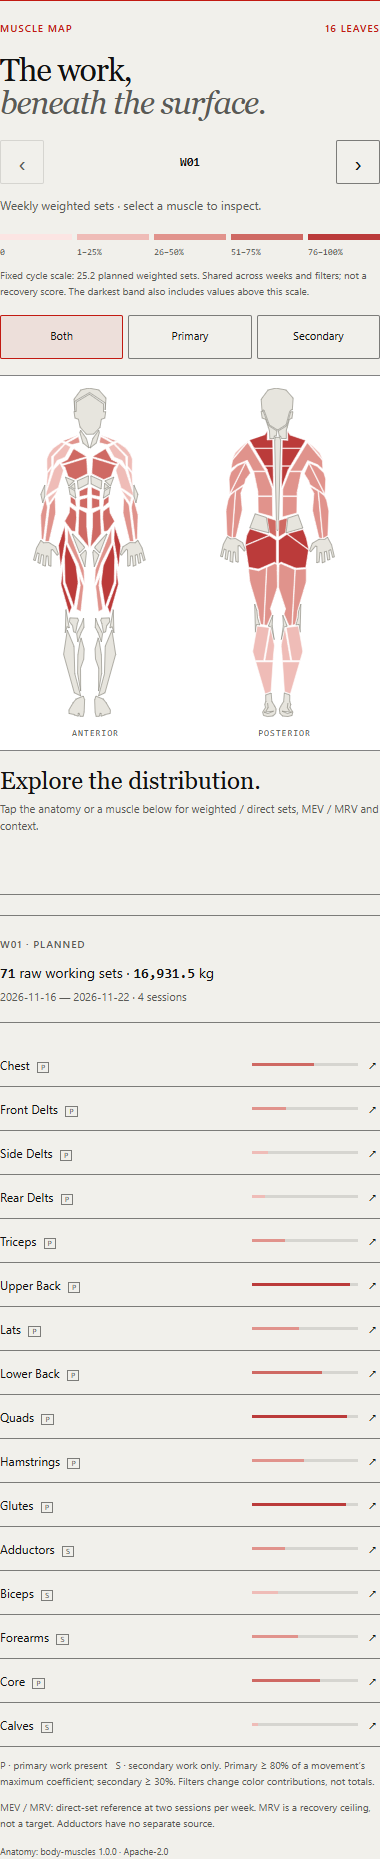 MUSCLE MAP
16 LEAVES
The work,
beneath the surface.
‹
W01
›
Weekly weighted sets · select a muscle to inspect.
0
1–25%
26–50%
51–75%
76–100%
Fixed cycle scale: 25.2 planned weighted sets. Shared across weeks and filters; not a
recovery score. The darkest band also includes values above this scale.
Both
Primary
Secondary
ANTERIOR
POSTERIOR
Explore the distribution.
Tap the anatomy or a muscle below for weighted / direct sets, MEV / MRV and
context.
W01 · PLANNED
71 raw working sets · 16,931.5 kg
2026-11-16 — 2026-11-22 · 4 sessions
Chest P ↗
Front Delts P ↗
Side Delts P ↗
Rear Delts P ↗
Triceps P ↗
Upper Back P ↗
Lats P ↗
Lower Back P ↗
Quads P ↗
Hamstrings P ↗
Glutes P ↗
Adductors S ↗
Biceps S ↗
Forearms S ↗
Core P ↗
Calves S ↗
P · primary work present S · secondary work only. Primary ≥ 80% of a movement's
maximum coefficient; secondary ≥ 30%. Filters change color contributions, not totals.
MEV / MRV: direct-set reference at two sessions per week. MRV is a recovery ceiling,
not a target. Adductors have no separate source.
Anatomy: body-muscles 1.0.0 · Apache-2.0